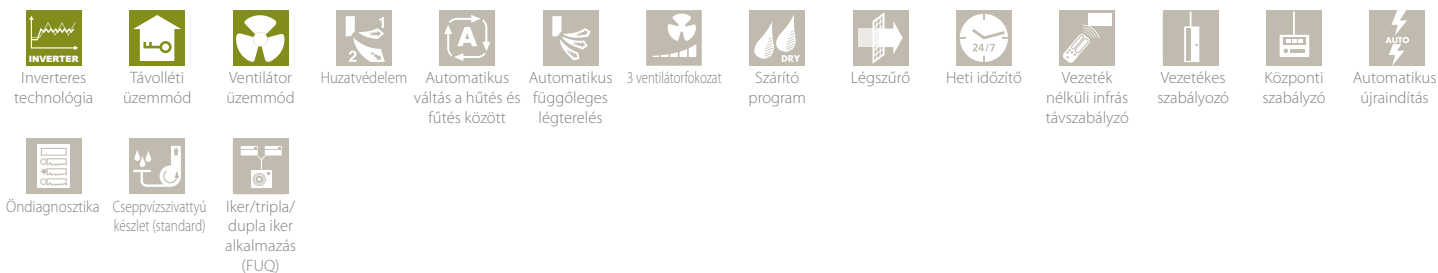 INVERTER
Inverteres
technológia
Távolléti
üzemmód
Ventilátor
üzemmód
1
2
Huzatvédelem
A
Automatikus
váltás a hűtés és
fűtés között
Automatikus
függőleges
légterelés
3 ventilátorfokozat
DRY
Szárító
program
Légszűrő
24/7
Heti időzítő
Vezeték
nélküli infrás
távszabályzó
Vezetékes
szabályozó
Központi
szabályzó
AUTO
Automatikus
újraindítás
Öndiagnosztika
Cseppvízszivattyú
készlet (standard)
Iker/tripla/
dupla iker
alkalmazás
(FUQ)